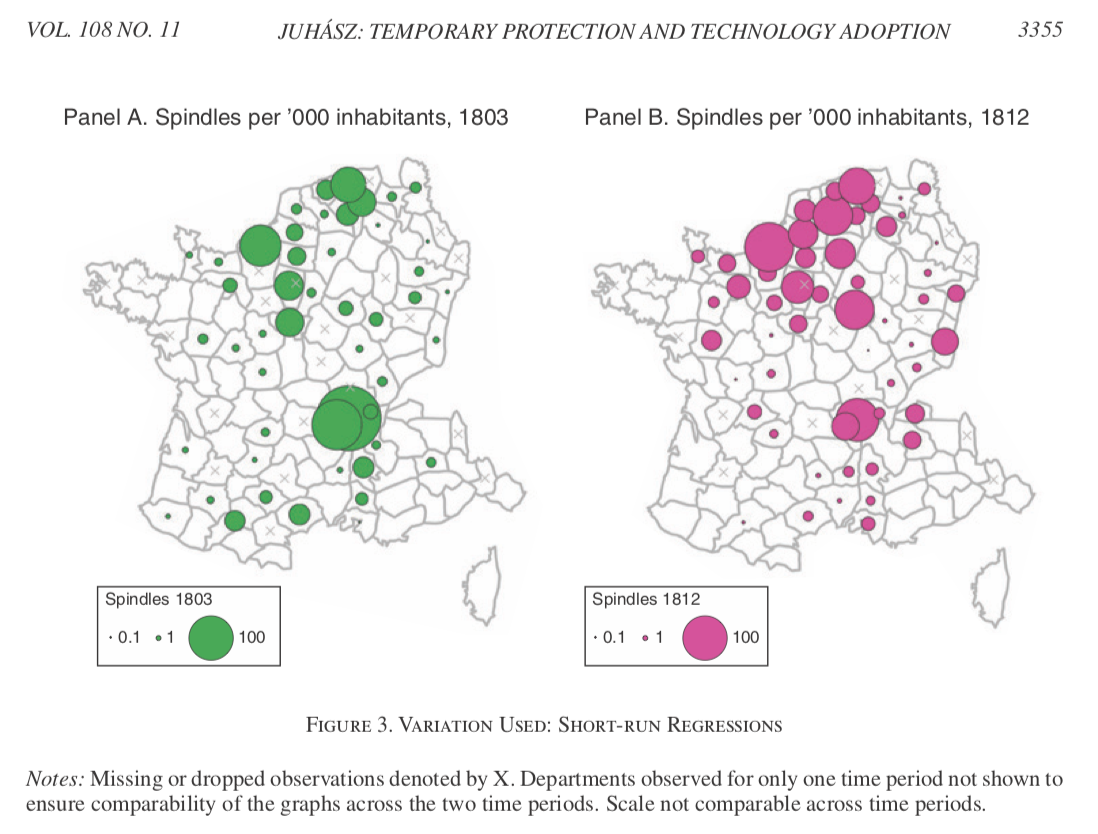 VOL. 108 NO. 11 JUHÁSZ: TEMPORARY PROTECTION AND TECHNOLOGY ADOPTION 3355
Panel A. Spindles per ’000 inhabitants, 1803 Panel B. Spindles per ’000 inhabitants, 1812
Spindles 1803
0.1 1 100
Spindles 1812
0.1 1 100
FIGURE 3. VARIATION USED: SHORT-RUN REGRESSIONS
Notes: Missing or dropped observations denoted by X. Departments observed for only one time period not shown to
ensure comparability of the graphs across the two time periods. Scale not comparable across time periods.